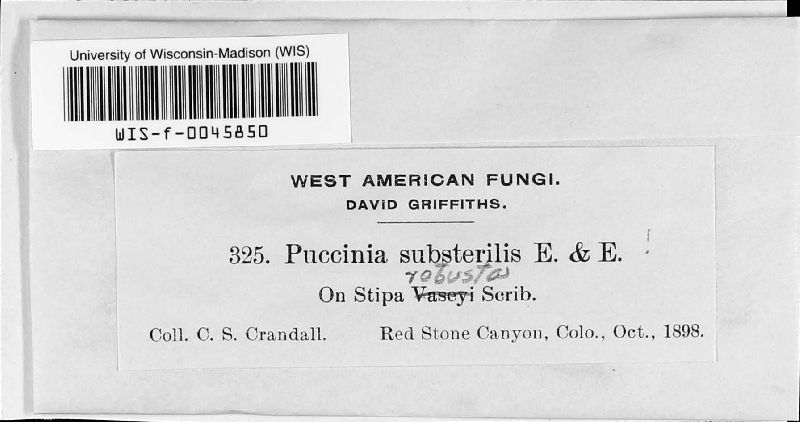 University of Wisconsin-Madison (WIS)
WIS-f-0045850
WEST AMERICAN FUNGI.
DAVID GRIFFITHS.
325. Puccinia substerilis E. & E. !
robusta
On Stipa Vaseyi Scrib.
Coll. C. S. Crandall. Red Stone Canyon, Colo., Oct., 1898.